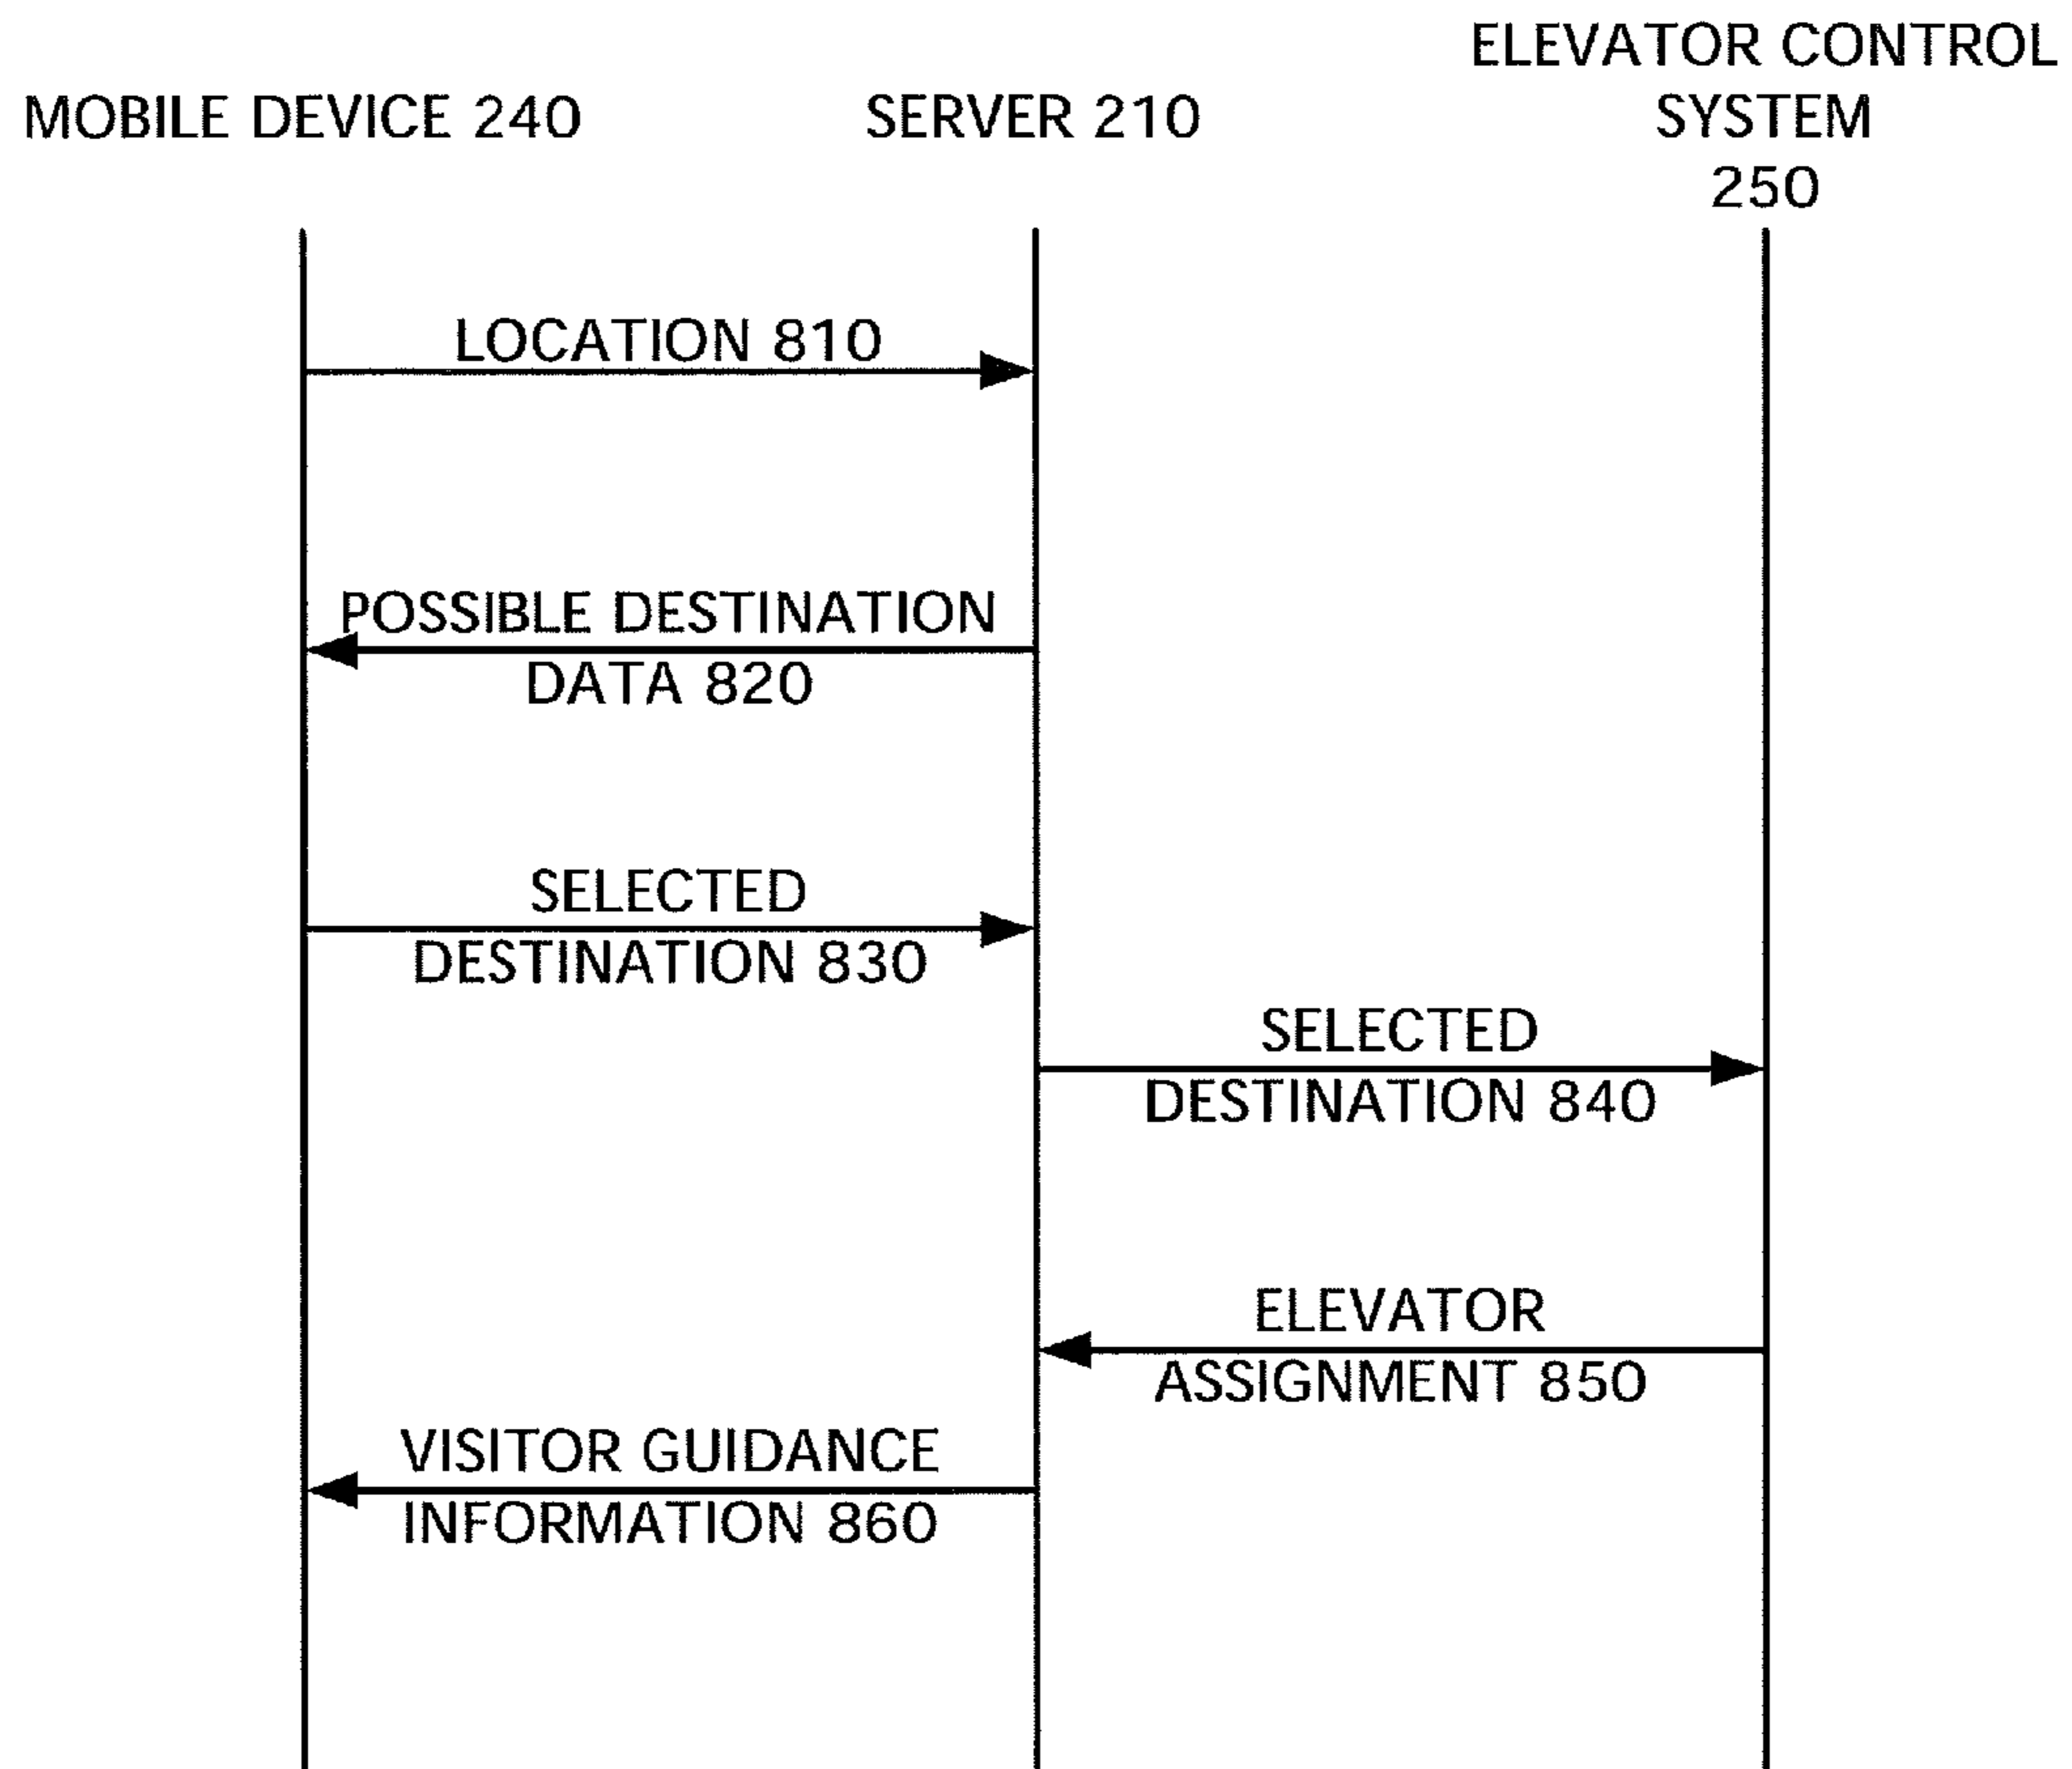 MOBILE DEVICE 240
SERVER 210
ELEVATOR CONTROL
SYSTEM
250
LOCATION 810
POSSIBLE DESTINATION
DATA 820
SELECTED
DESTINATION 830
SELECTED
DESTINATION 840
ELEVATOR
ASSIGNMENT 850
VISITOR GUIDANCE
INFORMATION 860